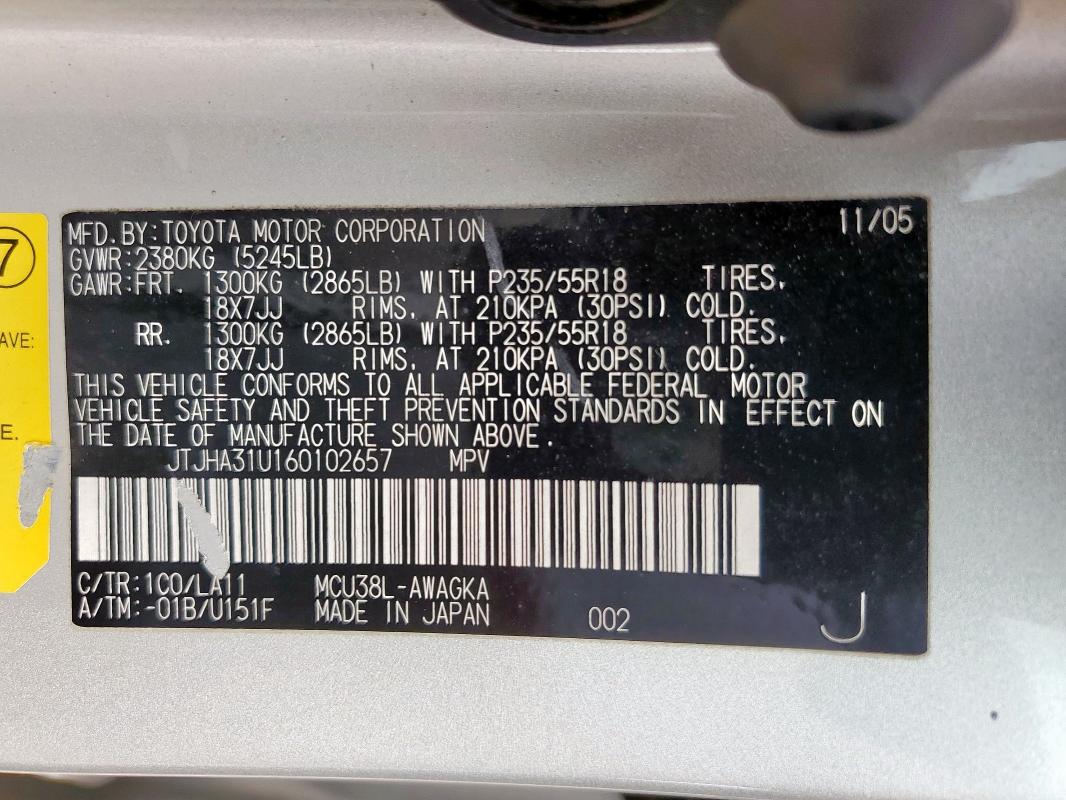 MFD.BY:TOYOTA MOTOR CORPORATION 11/05
GVWR:2380KG (5245LB)
GAWR:FRT. 1300KG (2865LB) WITH P235/55R18 TIRES,
18X7JJ RIMS, AT 210KPA (30PSI) COLD.
RR. 1300KG (2865LB) WITH P235/55R18 TIRES,
18X7JJ RIMS, AT 210KPA (30PSI) COLD.
THIS VEHICLE CONFORMS TO ALL APPLICABLE FEDERAL MOTOR
VEHICLE SAFETY AND THEFT PREVENTION STANDARDS IN EFFECT ON
THE DATE OF MANUFACTURE SHOWN ABOVE.
JTJHA31U160102657 MPV
C/TR:1C0/LA11 MCU38L-AWAGKA
A/TM:-01B/U151F MADE IN JAPAN 002 J
7
AVE:
E.